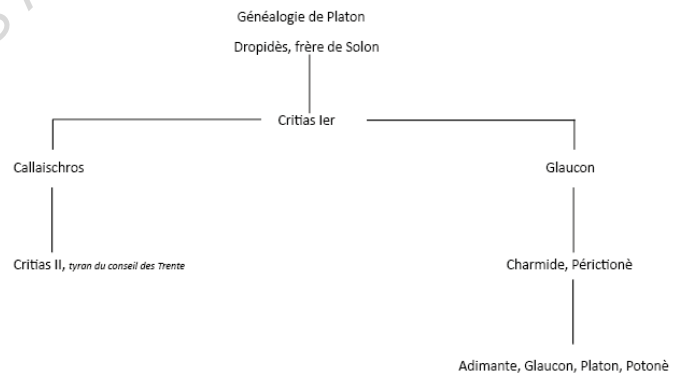 Généalogie de Platon
Dropidès, frère de Solon
Critias Ier
Callaischros
Glaucon
Critias II, tyran du conseil des Trente
Charmide, Périctionè
Adimante, Glaucon, Platon, Potonè